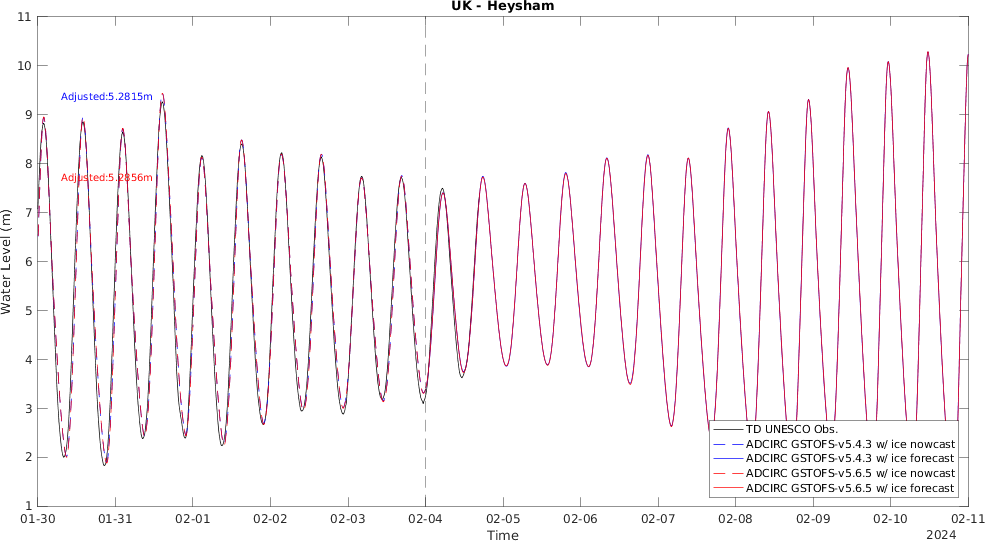 UK - Heysham
11
10
9
8
7
6
5
4
3
2
1
Water Level (m)
Adjusted:5.2815m
Adjusted:5.2856m
TD UNESCO Obs.
ADCIRC GSTOFS-v5.4.3 w/ ice nowcast
ADCIRC GSTOFS-v5.4.3 w/ ice forecast
ADCIRC GSTOFS-v5.6.5 w/ ice nowcast
ADCIRC GSTOFS-v5.6.5 w/ ice forecast
01-30 01-31 02-01 02-02 02-03 02-04 02-05 02-06 02-07 02-08 02-09 02-10 02-11
Time
2024